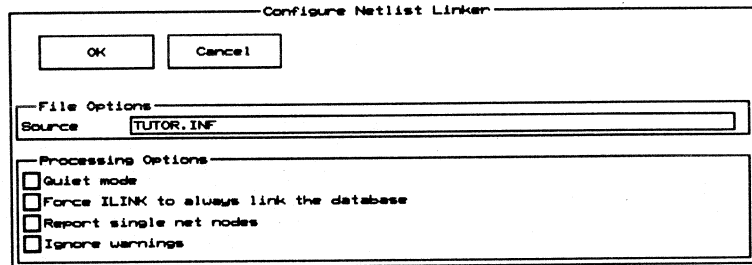 Configure Netlist Linker
OK Cancel
File Options
Source TUTOR.INF
Processing Options
Quiet mode
Force ILINK to always link the database
Report single net nodes
Ignore warnings